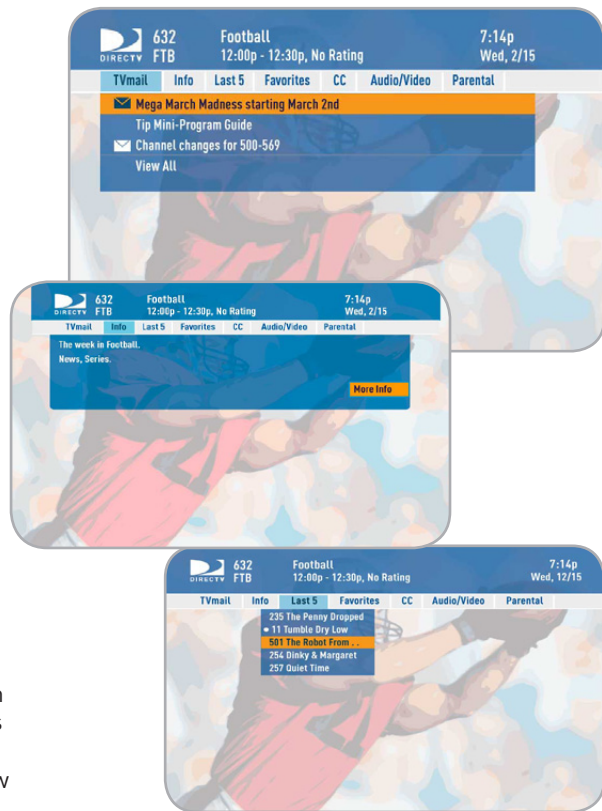 DIRECTV 632 Football 7:14p
FTB 12:00p - 12:30p, No Rating Wed, 2/15
TVmail Info Last 5 Favorites CC Audio/Video Parental
Mega March Madness starting March 2nd
Tip Mini-Program Guide
Channel changes for 500-569
View All
DIRECTV 632 Football 7:14p
FTB 12:00p - 12:30p, No Rating Wed, 2/15
TVmail Info Last 5 Favorites CC Audio/Video Parental
The week in Football.
News, Series.
More Info
DIRECTV 632 Football 7:14p
FTB 12:00p - 12:30p, No Rating Wed, 12/15
TVmail Info Last 5 Favorites CC Audio/Video Parental
235 The Penny Dropped
11 Tumble Dry Low
501 The Robot From . .
254 Dinky & Margaret
257 Quiet Time